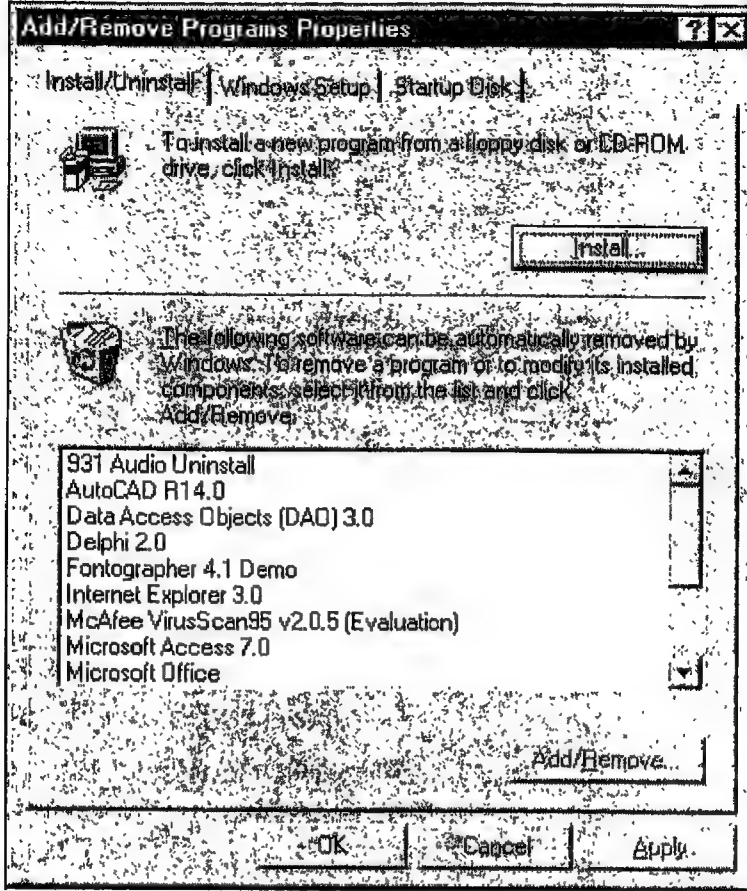 Add/Remove Programs Properties
Install/Uninstall Windows Setup Startup Disk
To install a new program from a floppy disk or CD-ROM
drive, click Install.
Install...
The following software can be automatically removed by
Windows. To remove a program or to modify its installed
components, select it from the list and click
Add/Remove.
931 Audio Uninstall
AutoCAD R14.0
Data Access Objects (DAO) 3.0
Delphi 2.0
Fontographer 4.1 Demo
Internet Explorer 3.0
McAfee VirusScan95 v2.0.5 (Evaluation)
Microsoft Access 7.0
Microsoft Office
Add/Remove...
OK Cancel Apply